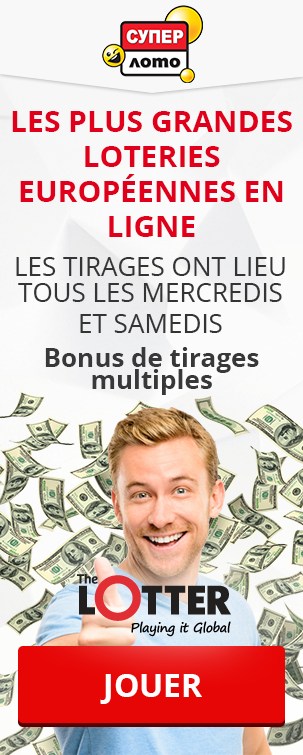 СУПЕР
ЛОТО
LES PLUS GRANDES
LOTERIES
EUROPÉENNES EN
LIGNE
LES TIRAGES ONT LIEU
TOUS LES MERCREDIS
ET SAMEDIS
Bonus de tirages
multiples
The
LOTTER
Playing it Global
JOUER